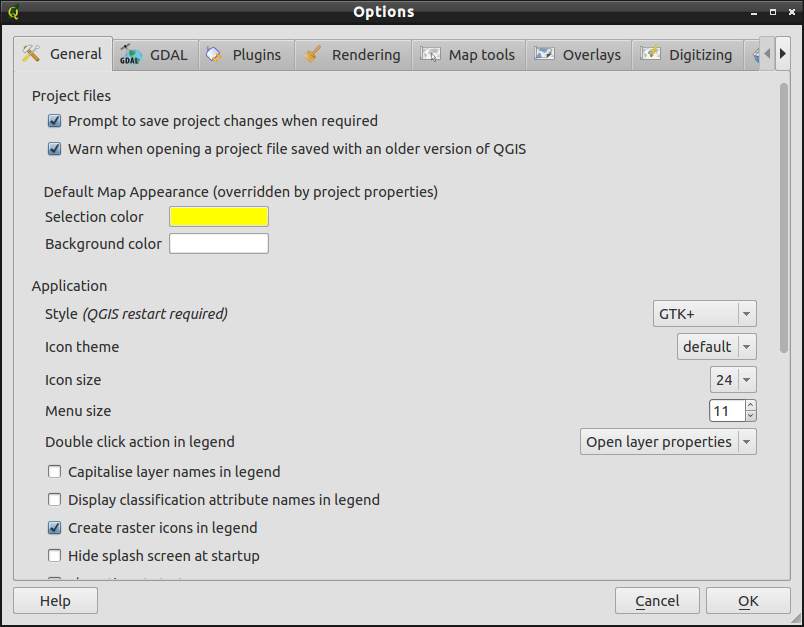 Options
General
GDAL
Plugins
Rendering
Map tools
Overlays
Digitizing
Project files
Prompt to save project changes when required
Warn when opening a project file saved with an older version of QGIS
Default Map Appearance (overridden by project properties)
Selection color
Background color
Application
Style (QGIS restart required)
GTK+
Icon theme
default
Icon size
24
Menu size
11
Double click action in legend
Open layer properties
Capitalise layer names in legend
Display classification attribute names in legend
Create raster icons in legend
Hide splash screen at startup
Help
Cancel
OK